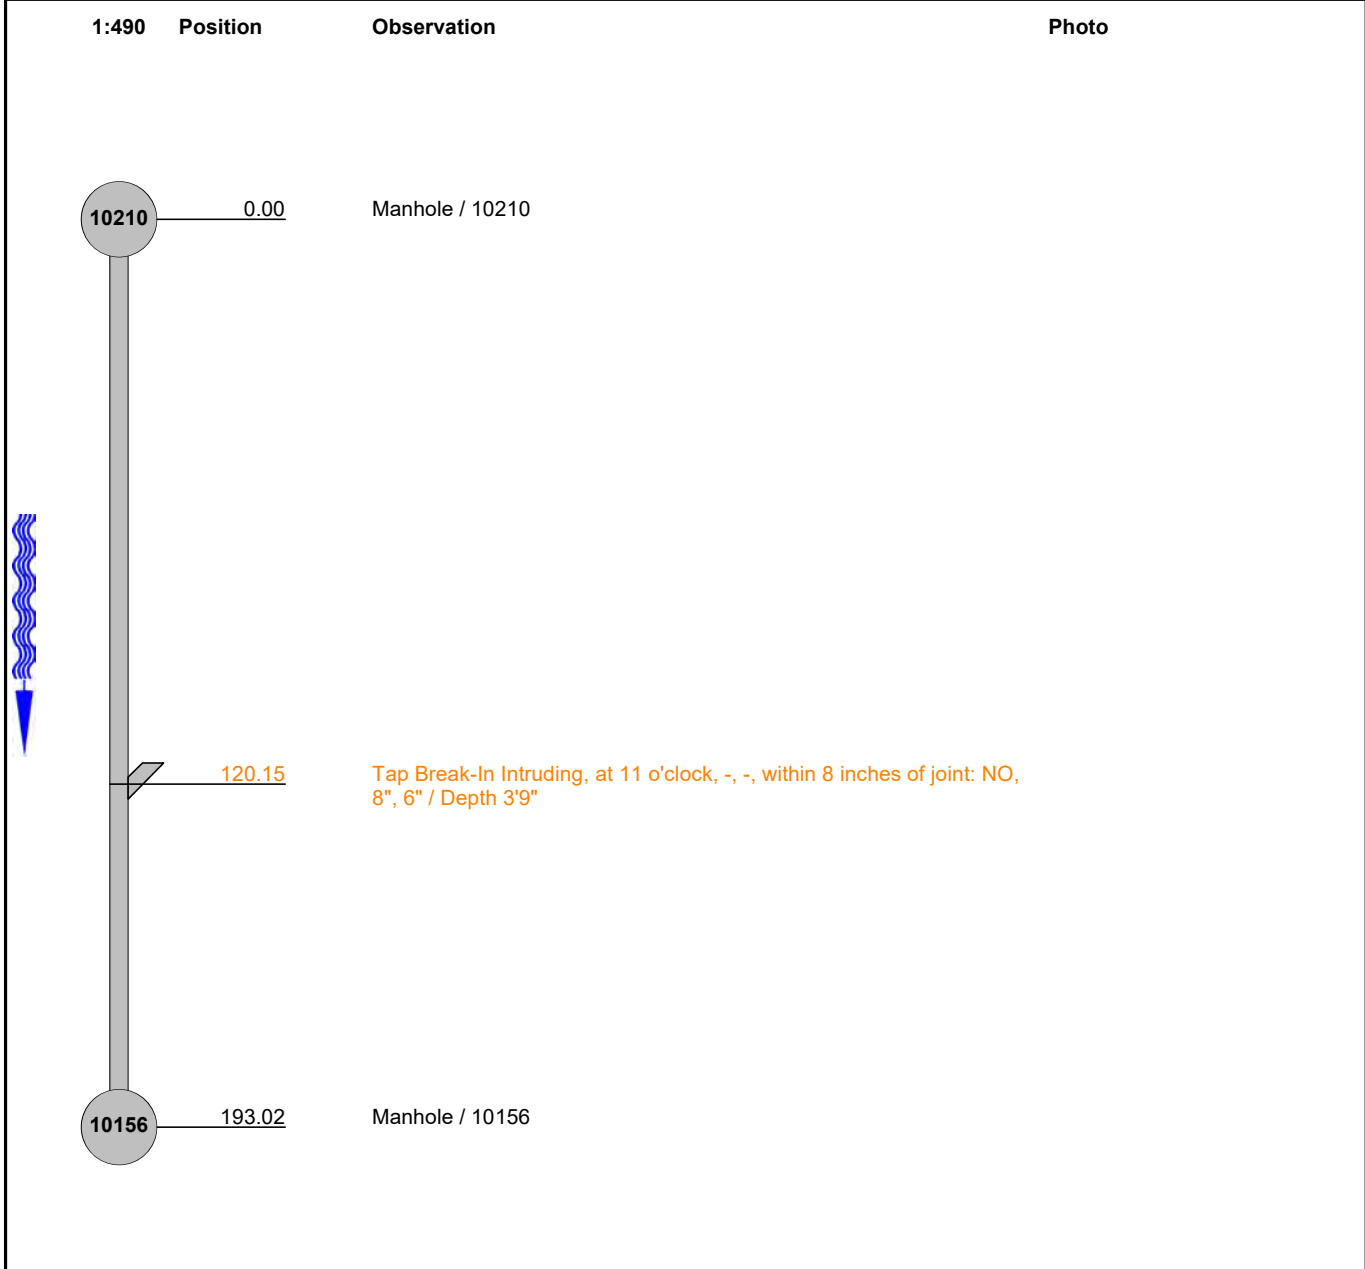 1:490 Position Observation Photo
10210 0.00 Manhole / 10210
120.15 Tap Break-In Intruding, at 11 o'clock, -, -, within 8 inches of joint: NO,
8", 6" / Depth 3'9"
10156 193.02 Manhole / 10156